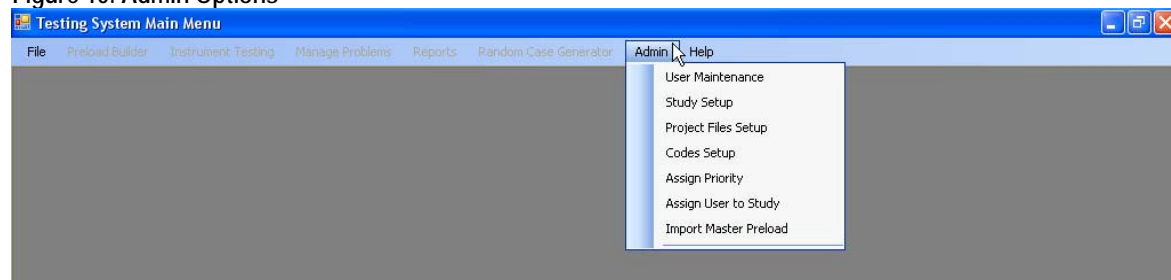 Figure 10. Admin Options
Testing System Main Menu
File Preload Builder Instrument Testing Manage Problems Reports Random Case Generator Admin Help
User Maintenance
Study Setup
Project Files Setup
Codes Setup
Assign Priority
Assign User to Study
Import Master Preload